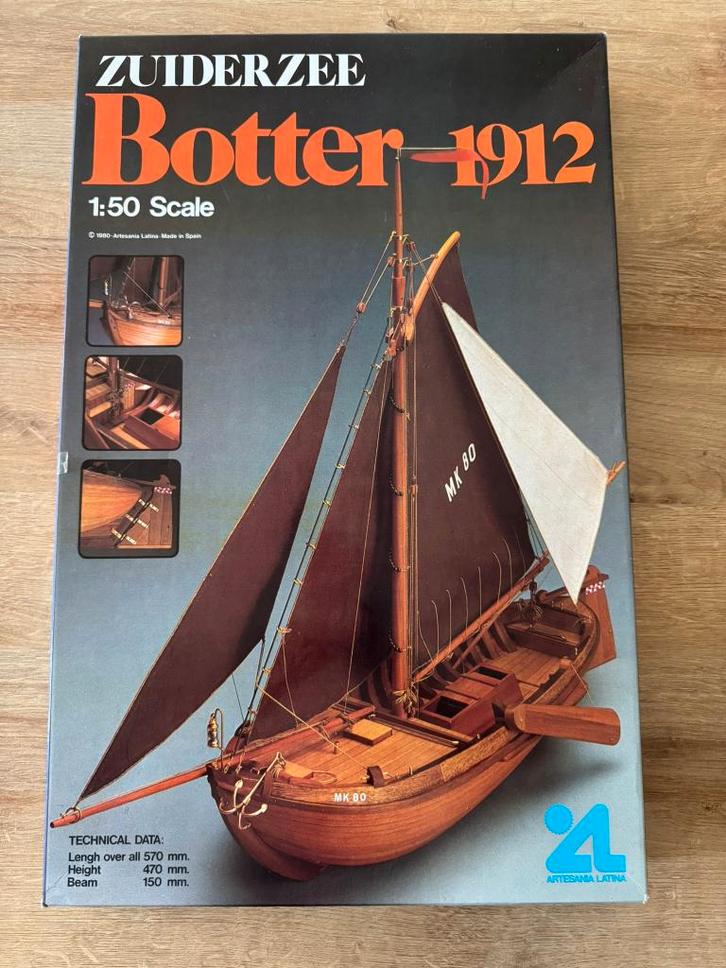 ZUIDERZEE
Botter 1912
1:50 Scale
© 1980-Artesania Latina-Made in Spain
MK 80
MK 80
TECHNICAL DATA:
Lengh over all 570 mm.
Height 470 mm.
Beam 150 mm.
ARTESANIA LATINA